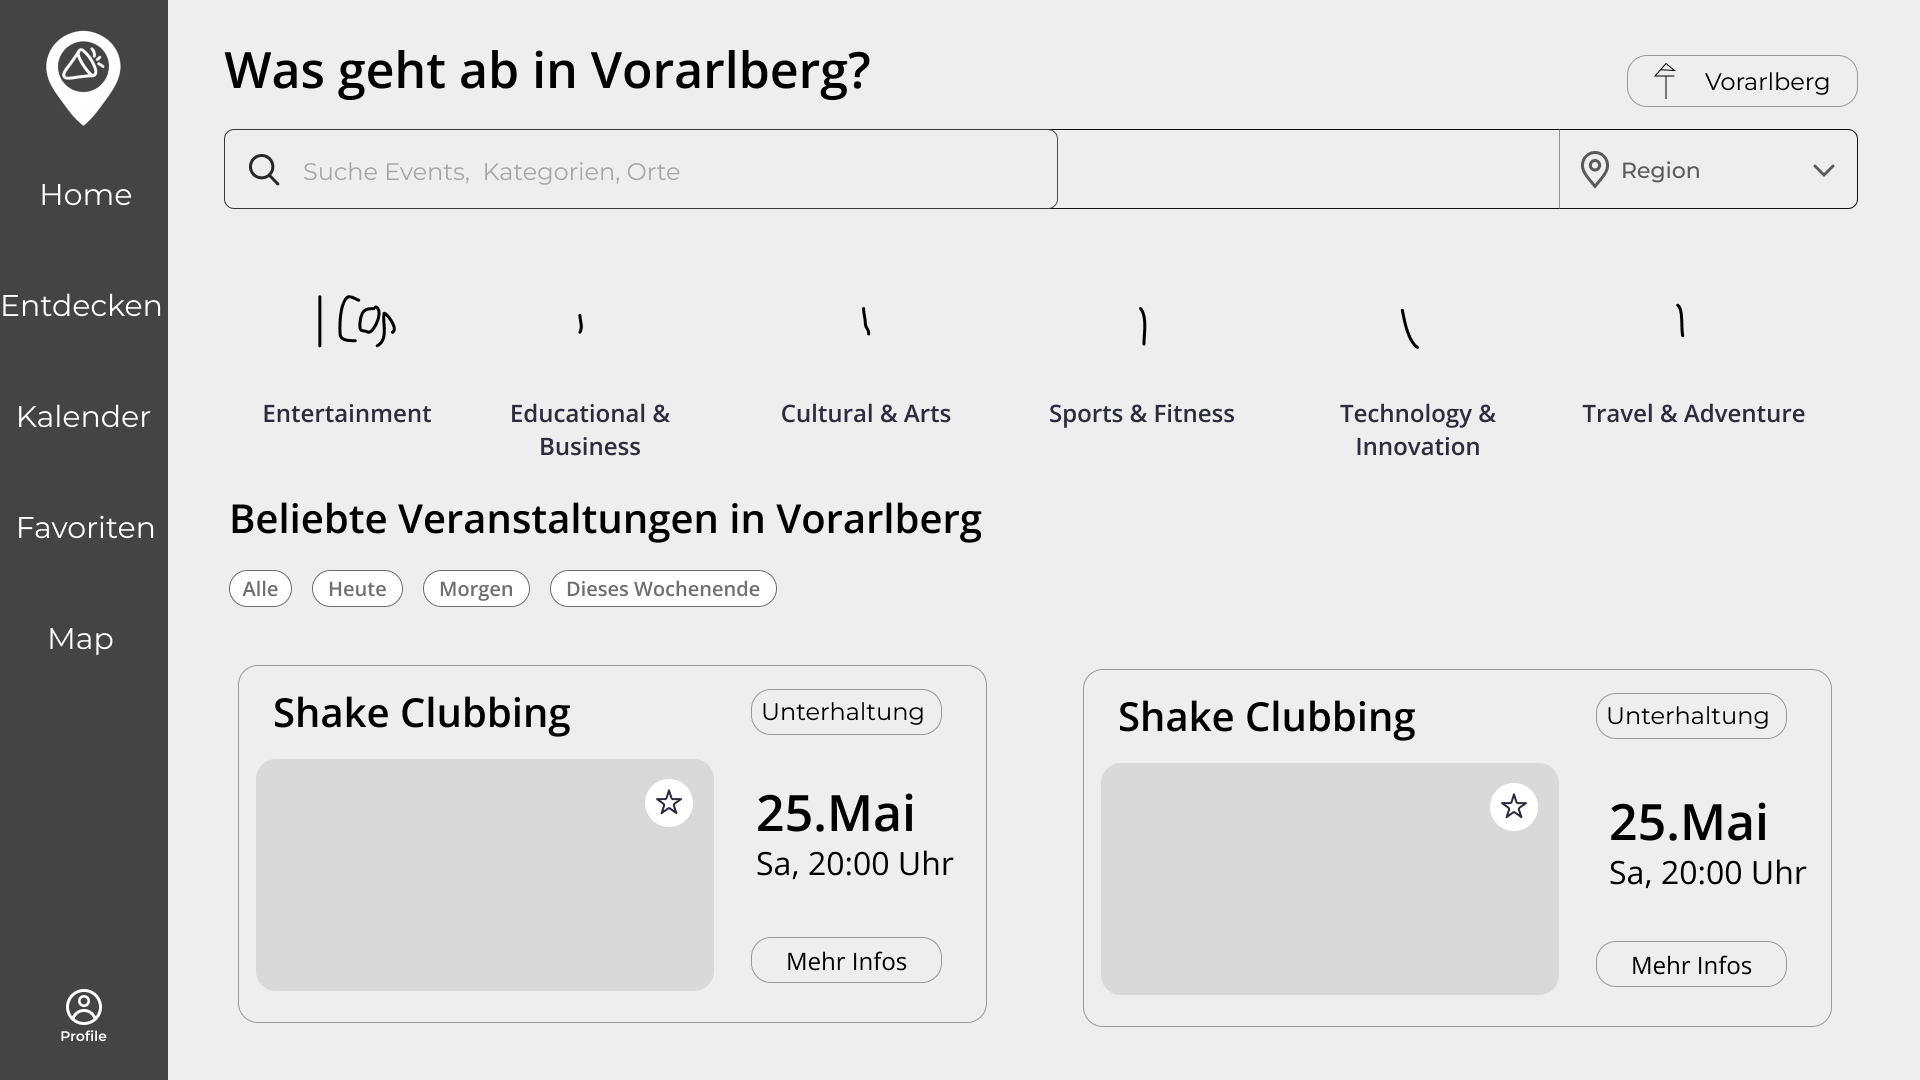 Was geht ab in Vorarlberg?
Vorarlberg
Suche Events, Kategorien, Orte
Region
Home
Entdecken
Kalender
Favoriten
Map
Profile
Entertainment
Educational &
Business
Cultural & Arts
Sports & Fitness
Technology &
Innovation
Travel & Adventure
Beliebte Veranstaltungen in Vorarlberg
Alle
Heute
Morgen
Dieses Wochenende
Shake Clubbing
Unterhaltung
25.Mai
Sa, 20:00 Uhr
Mehr Infos
Shake Clubbing
Unterhaltung
25.Mai
Sa, 20:00 Uhr
Mehr Infos